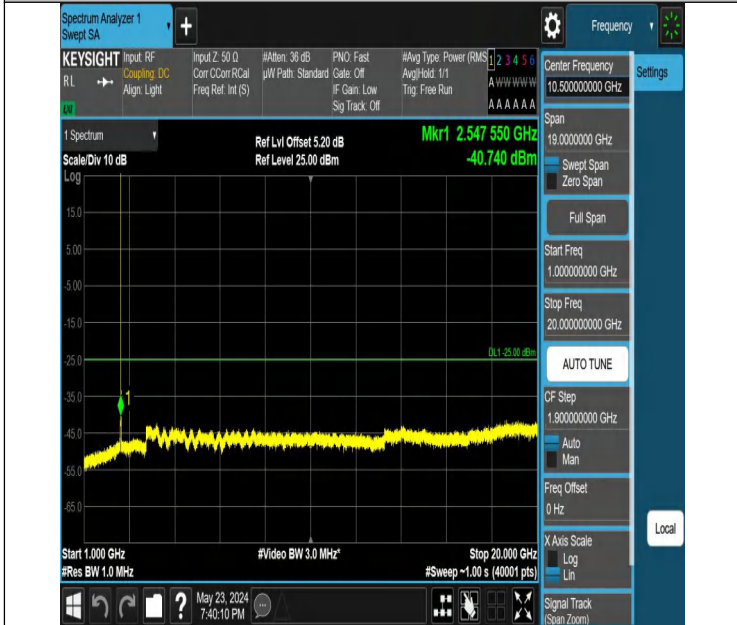 Spectrum Analyzer 1
Swept SA
+
Frequency
KEYSIGHT
RL
LXI
Input: RF
Coupling: DC
Align: Light
Input Z: 50 Ω
Corr CCorr RCal
Freq Ref: Int (S)
#Atten: 36 dB
µW Path: Standard
PNO: Fast
Gate: Off
IF Gain: Low
Sig Track: Off
#Avg Type: Power (RMS
Avg|Hold: 1/1
Trig: Free Run
1 2 3 4 5 6
A W W W W W
A A A A A A
1 Spectrum
Scale/Div 10 dB
Log
Ref Lvl Offset 5.20 dB
Ref Level 25.00 dBm
Mkr1 2.547 550 GHz
-40.740 dBm
15.0
5.00
-5.00
-15.0
-25.0
-35.0
-45.0
-55.0
-65.0
DL1 -25.00 dBm
1
Start 1.000 GHz
#Res BW 1.0 MHz
#Video BW 3.0 MHz*
Stop 20.000 GHz
#Sweep ~1.00 s (40001 pts)
?
May 23, 2024
7:40:10 PM
Center Frequency
10.500000000 GHz
Settings
Span
19.0000000 GHz
Swept Span
Zero Span
Full Span
Start Freq
1.000000000 GHz
Stop Freq
20.000000000 GHz
AUTO TUNE
CF Step
1.900000000 GHz
Auto
Man
Freq Offset
0 Hz
X Axis Scale
Log
Lin
Local
Signal Track
(Span Zoom)